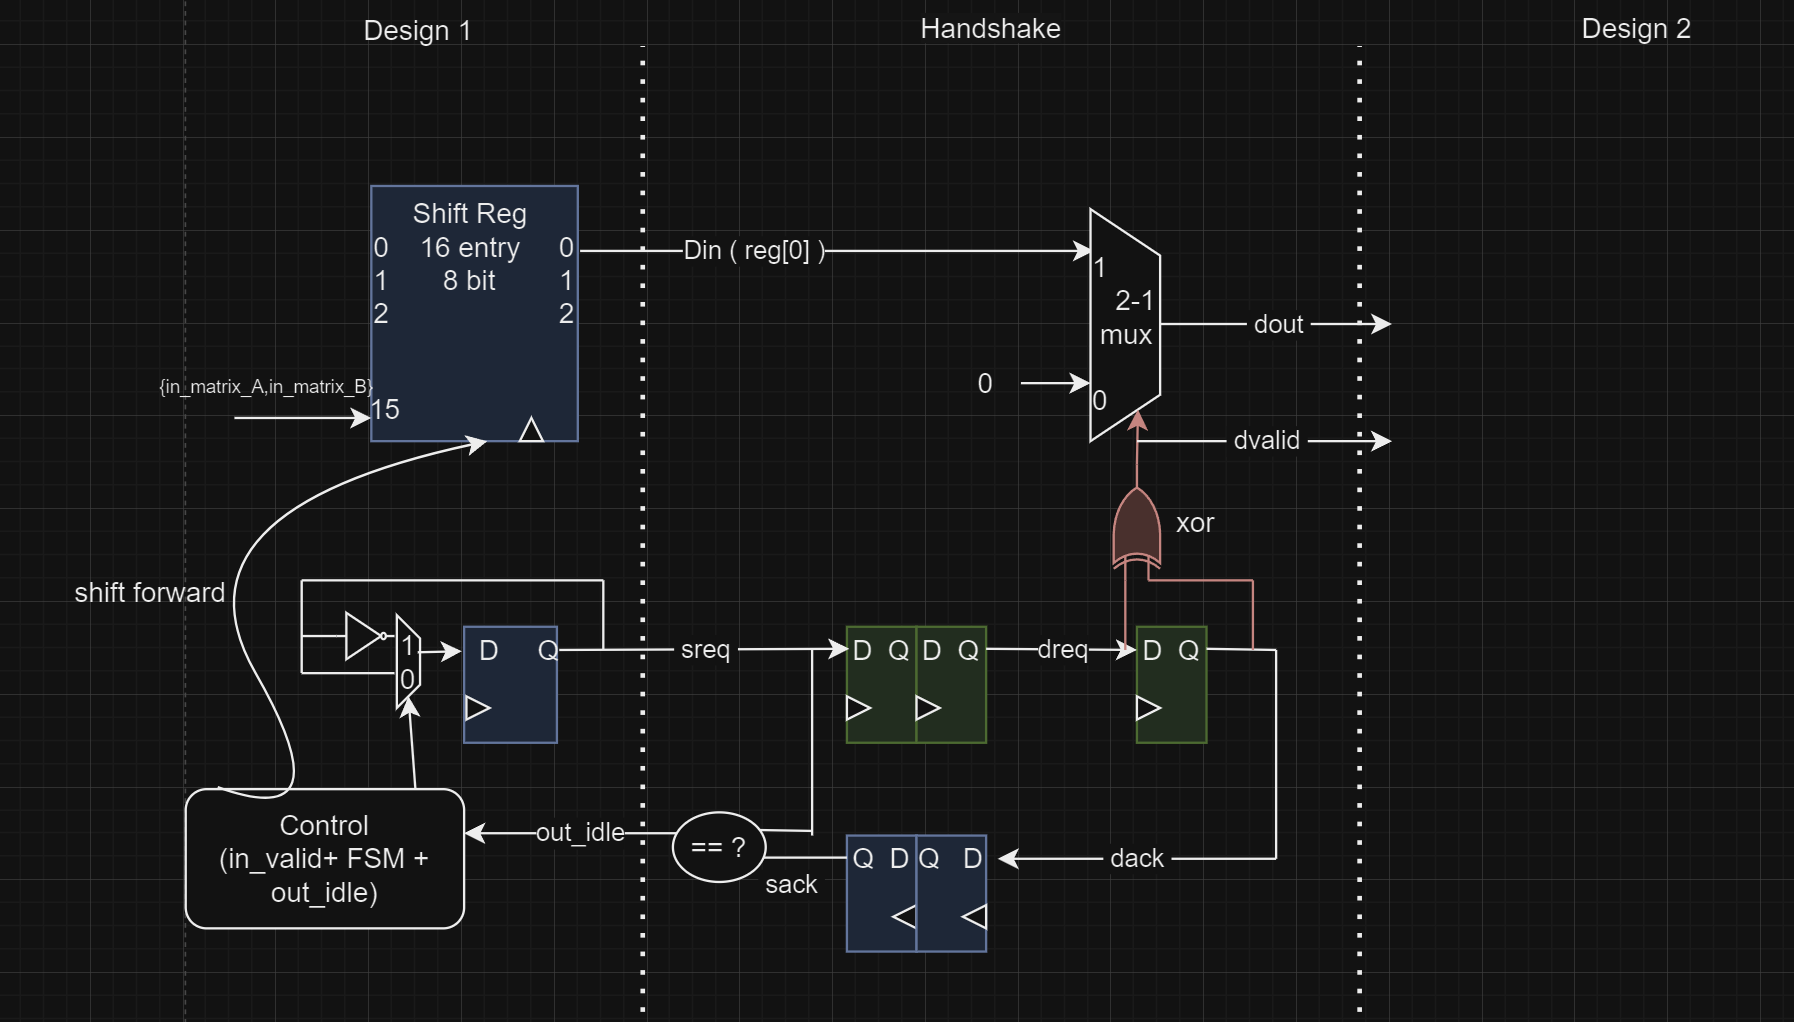 Design 1
Handshake
Design 2
Shift Reg
16 entry
8 bit
0
1
2
0
1
2
15
{in_matrix_A,in_matrix_B}
Din ( reg[0] )
1
2-1
mux
0
0
dout
dvalid
xor
shift forward
1
0
D Q
sreq
D Q D Q
dreq
D Q
Control
(in_valid+ FSM +
out_idle)
out_idle
== ?
sack
Q D Q D
dack